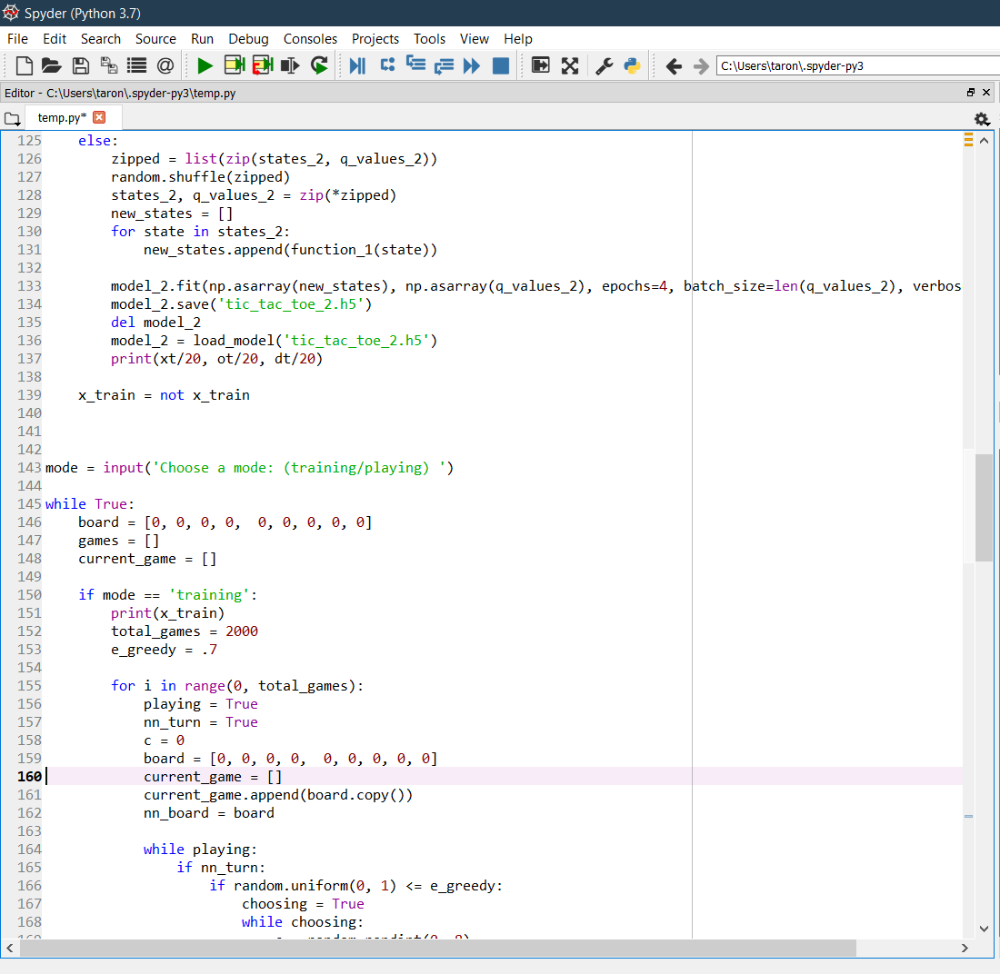 Spyder (Python 3.7)
File Edit Search Source Run Debug Consoles Projects Tools View Help
C:\Users\taron\.spyder-py3
Editor - C:\Users\taron\.spyder-py3\temp.py
temp.py*
125     else:
126         zipped = list(zip(states_2, q_values_2))
127         random.shuffle(zipped)
128         states_2, q_values_2 = zip(*zipped)
129         new_states = []
130         for state in states_2:
131             new_states.append(function_1(state))
132
133         model_2.fit(np.asarray(new_states), np.asarray(q_values_2), epochs=4, batch_size=len(q_values_2), verbos
134         model_2.save('tic_tac_toe_2.h5')
135         del model_2
136         model_2 = load_model('tic_tac_toe_2.h5')
137         print(xt/20, ot/20, dt/20)
138
139     x_train = not x_train
140
141
142
143 mode = input('Choose a mode: (training/playing) ')
144
145 while True:
146     board = [0, 0, 0, 0,  0, 0, 0, 0, 0]
147     games = []
148     current_game = []
149
150     if mode == 'training':
151         print(x_train)
152         total_games = 2000
153         e_greedy = .7
154
155         for i in range(0, total_games):
156             playing = True
157             nn_turn = True
158             c = 0
159             board = [0, 0, 0, 0,  0, 0, 0, 0, 0]
160             current_game = []
161             current_game.append(board.copy())
162             nn_board = board
163
164             while playing:
165                 if nn_turn:
166                     if random.uniform(0, 1) <= e_greedy:
167                         choosing = True
168                         while choosing: